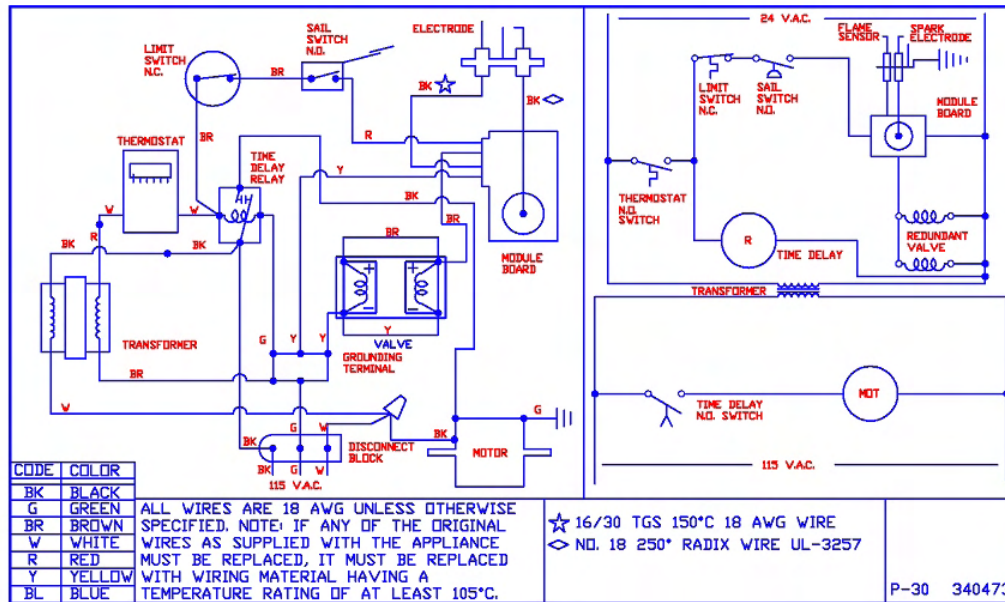 LIMIT
SWITCH
N.C.
BR
SAIL
SWITCH
N.O.
ELECTRODE
BK
BK
BR
R
Y
THERMOSTAT
TIME
DELAY
RELAY
W
W
R
BK
BK
BK
BR
BR
MODULE
BOARD
Y
VALVE
TRANSFORMER
G
Y
Y
GROUNDING
TERMINAL
BR
W
G
W
BK
BK
G
DISCONNECT
BLOCK
MOTOR
BK
G
W
115 V.A.C.
24 V.A.C.
FLAME
SENSOR
SPARK
ELECTRODE
LIMIT
SWITCH
N.C.
SAIL
SWITCH
N.O.
MODULE
BOARD
THERMOSTAT
N.O.
SWITCH
R
TIME DELAY
REDUNDANT
VALVE
TRANSFORMER
TIME DELAY
N.O. SWITCH
MOT
115 V.A.C.
CODE COLOR
BK BLACK
G GREEN
BR BROWN
W WHITE
R RED
Y YELLOW
BL BLUE
ALL WIRES ARE 18 AWG UNLESS OTHERWISE
SPECIFIED. NOTE: IF ANY OF THE ORIGINAL
WIRES AS SUPPLIED WITH THE APPLIANCE
MUST BE REPLACED, IT MUST BE REPLACED
WITH WIRING MATERIAL HAVING A
TEMPERATURE RATING OF AT LEAST 105°C.
16/30 TGS 150°C 18 AWG WIRE
NO. 18 250° RADIX WIRE UL-3257
P-30 340473